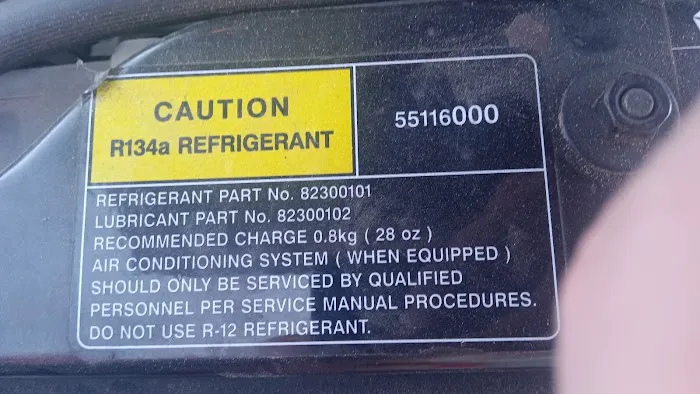 CAUTION
R134a REFRIGERANT
55116000
REFRIGERANT PART No. 82300101
LUBRICANT PART No. 82300102
RECOMMENDED CHARGE 0.8kg ( 28 oz )
AIR CONDITIONING SYSTEM ( WHEN EQUIPPED )
SHOULD ONLY BE SERVICED BY QUALIFIED
PERSONNEL PER SERVICE MANUAL PROCEDURES.
DO NOT USE R-12 REFRIGERANT.